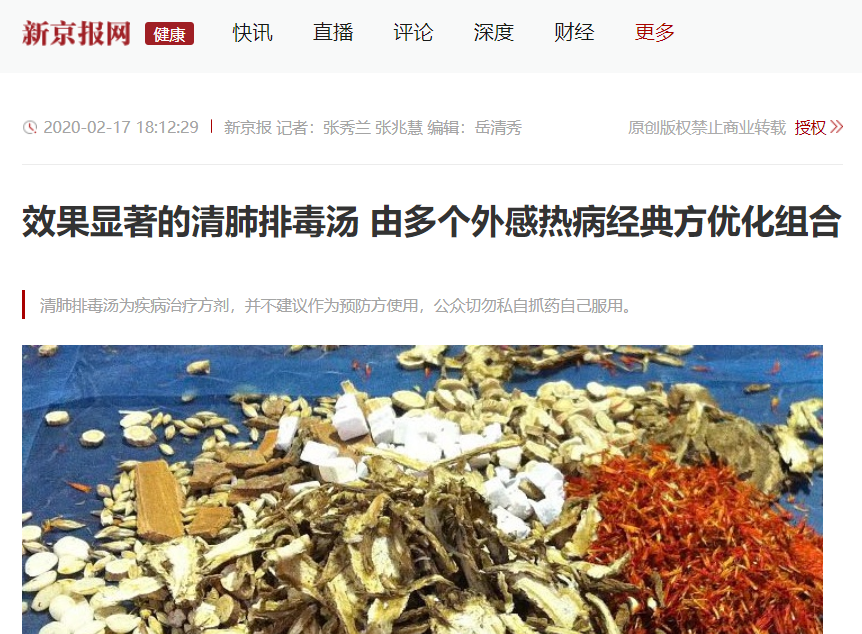 新京报网 健康 快讯 直播 评论 深度 财经 更多
2020-02-17 18:12:29 新京报 记者：张秀兰 张兆慧 编辑：岳清秀 原创版权禁止商业转载 授权
效果显著的清肺排毒汤 由多个外感热病经典方优化组合
清肺排毒汤为疾病治疗方剂，并不建议作为预防方使用，公众切勿私自抓药自己服用。